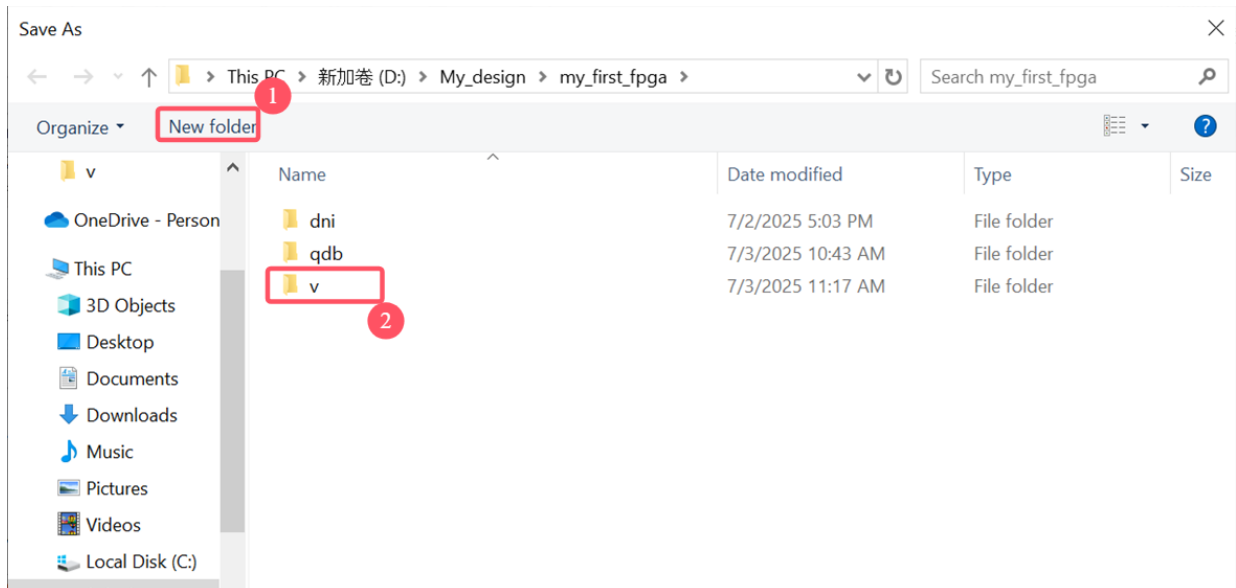 Save As
This PC > 新加卷 (D:) > My_design > my_first_fpga >
Search my_first_fpga
1
Organize
New folder
?
v
OneDrive - Person
This PC
3D Objects
Desktop
Documents
Downloads
Music
Pictures
Videos
Local Disk (C:)
Name Date modified Type Size
dni 7/2/2025 5:03 PM File folder
qdb 7/3/2025 10:43 AM File folder
v 7/3/2025 11:17 AM File folder
2